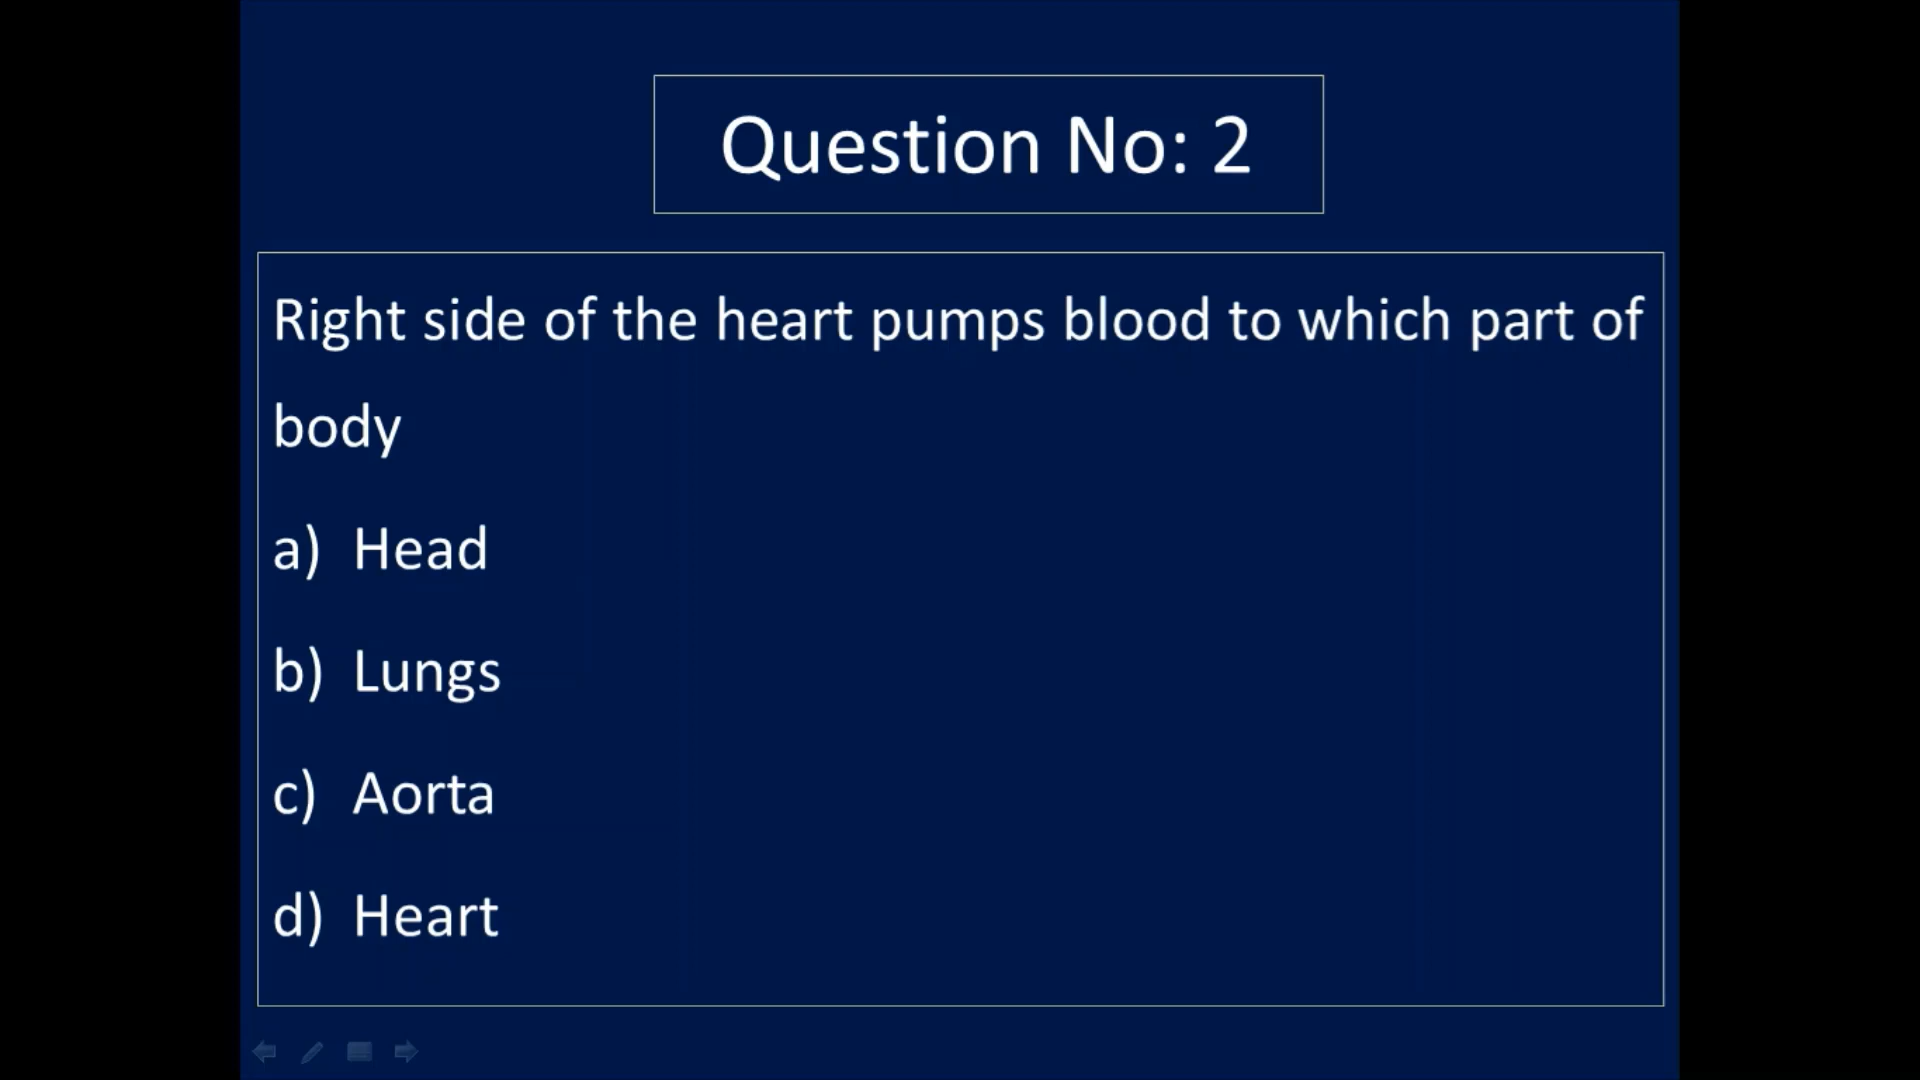 Question No: 2
Right side of the heart pumps blood to which part of
body
a) Head
b) Lungs
c) Aorta
d) Heart